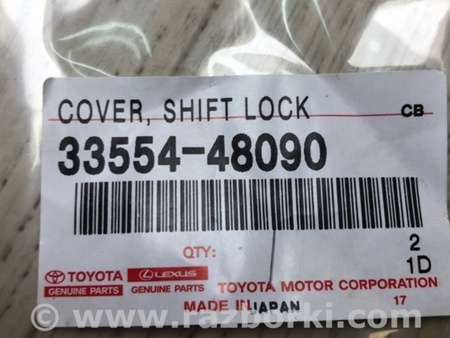 COVER, SHIFT LOCK CB
33554-48090
QTY: 2
1D
TOYOTA LEXUS TOYOTA MOTOR CORPORATION
GENUINE PARTS GENUINE PARTS
MADE IN JAPAN 17
www.razborki.com